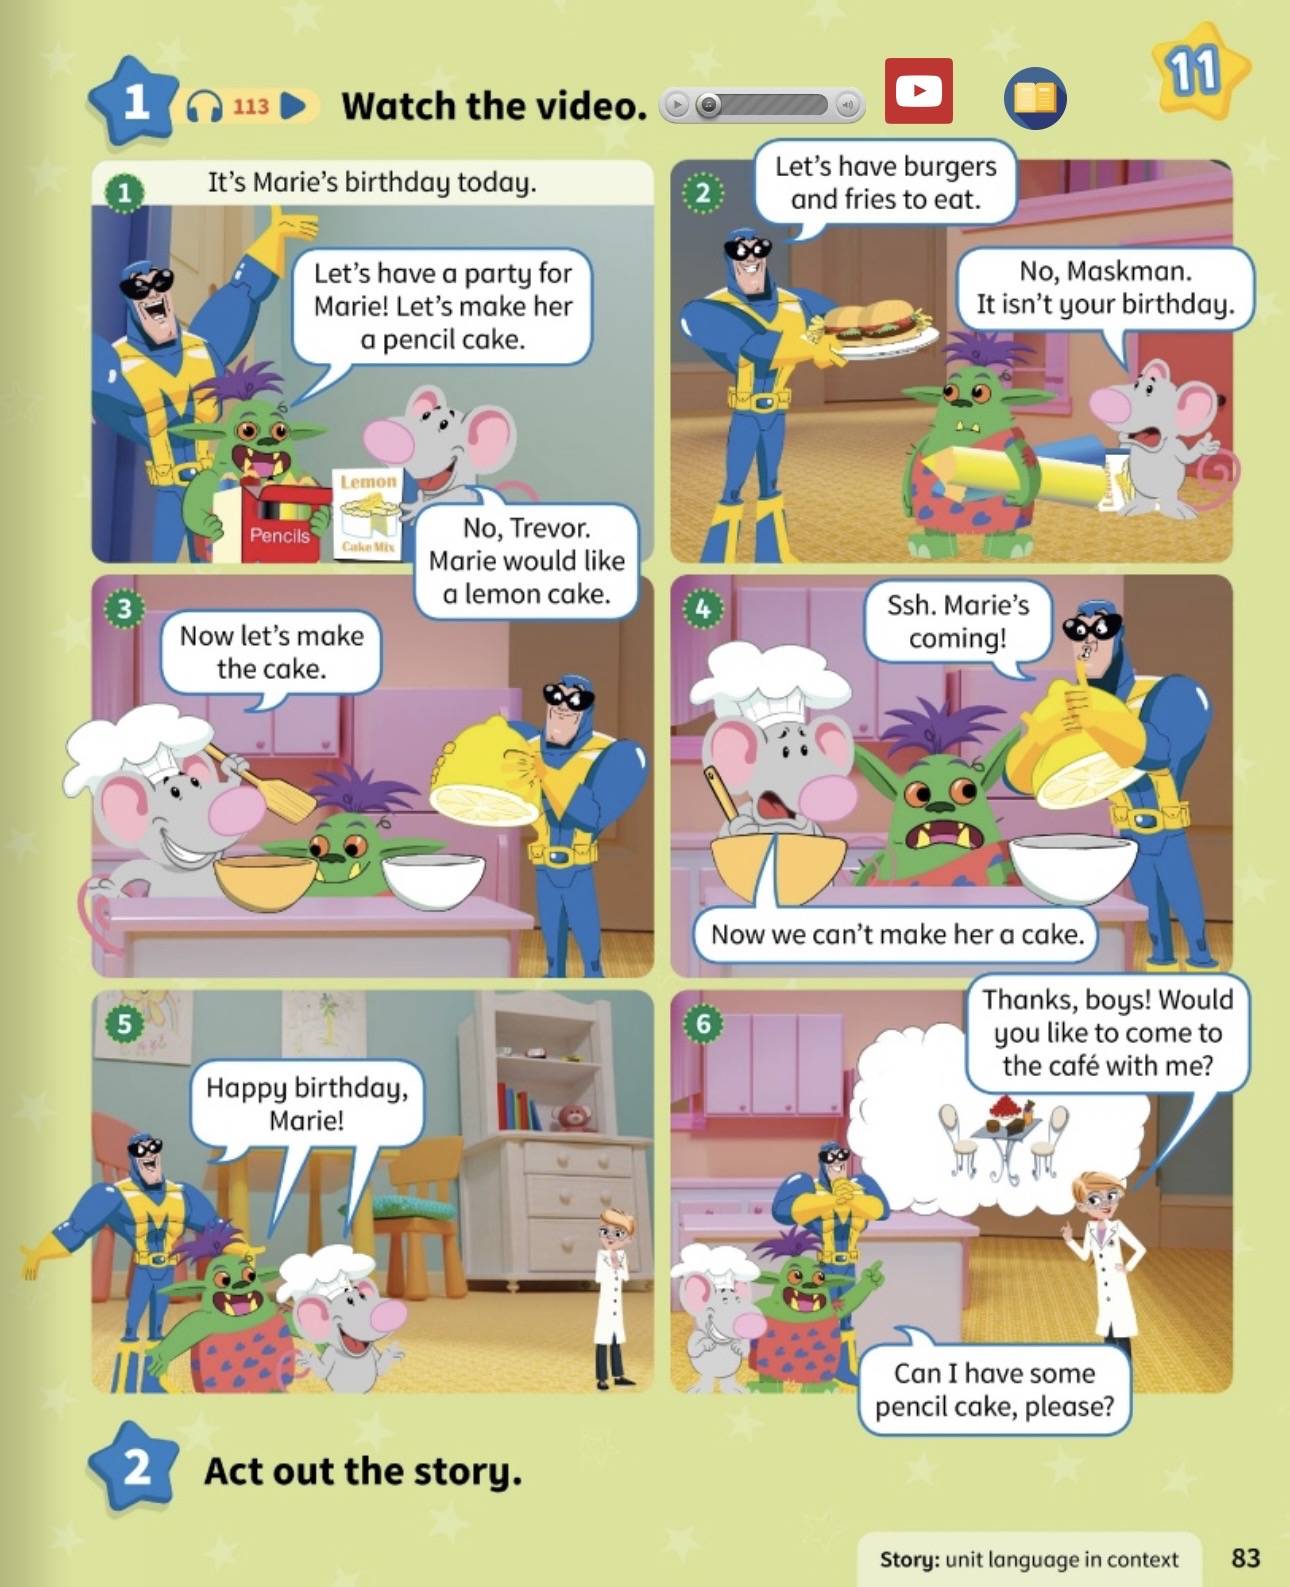 1
113
Watch the video.
11
1
It's Marie's birthday today.
Let's have a party for
Marie! Let's make her
a pencil cake.
Pencils
Lemon
Cake Mix
No, Trevor.
Marie would like
a lemon cake.
2
Let's have burgers
and fries to eat.
No, Maskman.
It isn't your birthday.
Lemon
3
Now let's make
the cake.
4
Ssh. Marie's
coming!
Now we can't make her a cake.
5
Happy birthday,
Marie!
6
Thanks, boys! Would
you like to come to
the café with me?
Can I have some
pencil cake, please?
2
Act out the story.
Story: unit language in context
83